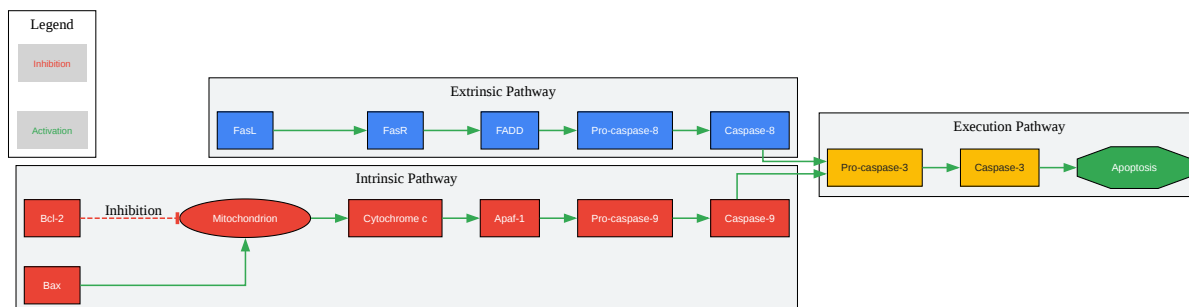 Legend
Inhibition
Activation
Extrinsic Pathway
FasL
FasR
FADD
Pro-caspase-8
Caspase-8
Execution Pathway
Pro-caspase-3
Caspase-3
Apoptosis
Intrinsic Pathway
Bcl-2
Inhibition
Mitochondrion
Cytochrome c
Apaf-1
Pro-caspase-9
Caspase-9
Bax